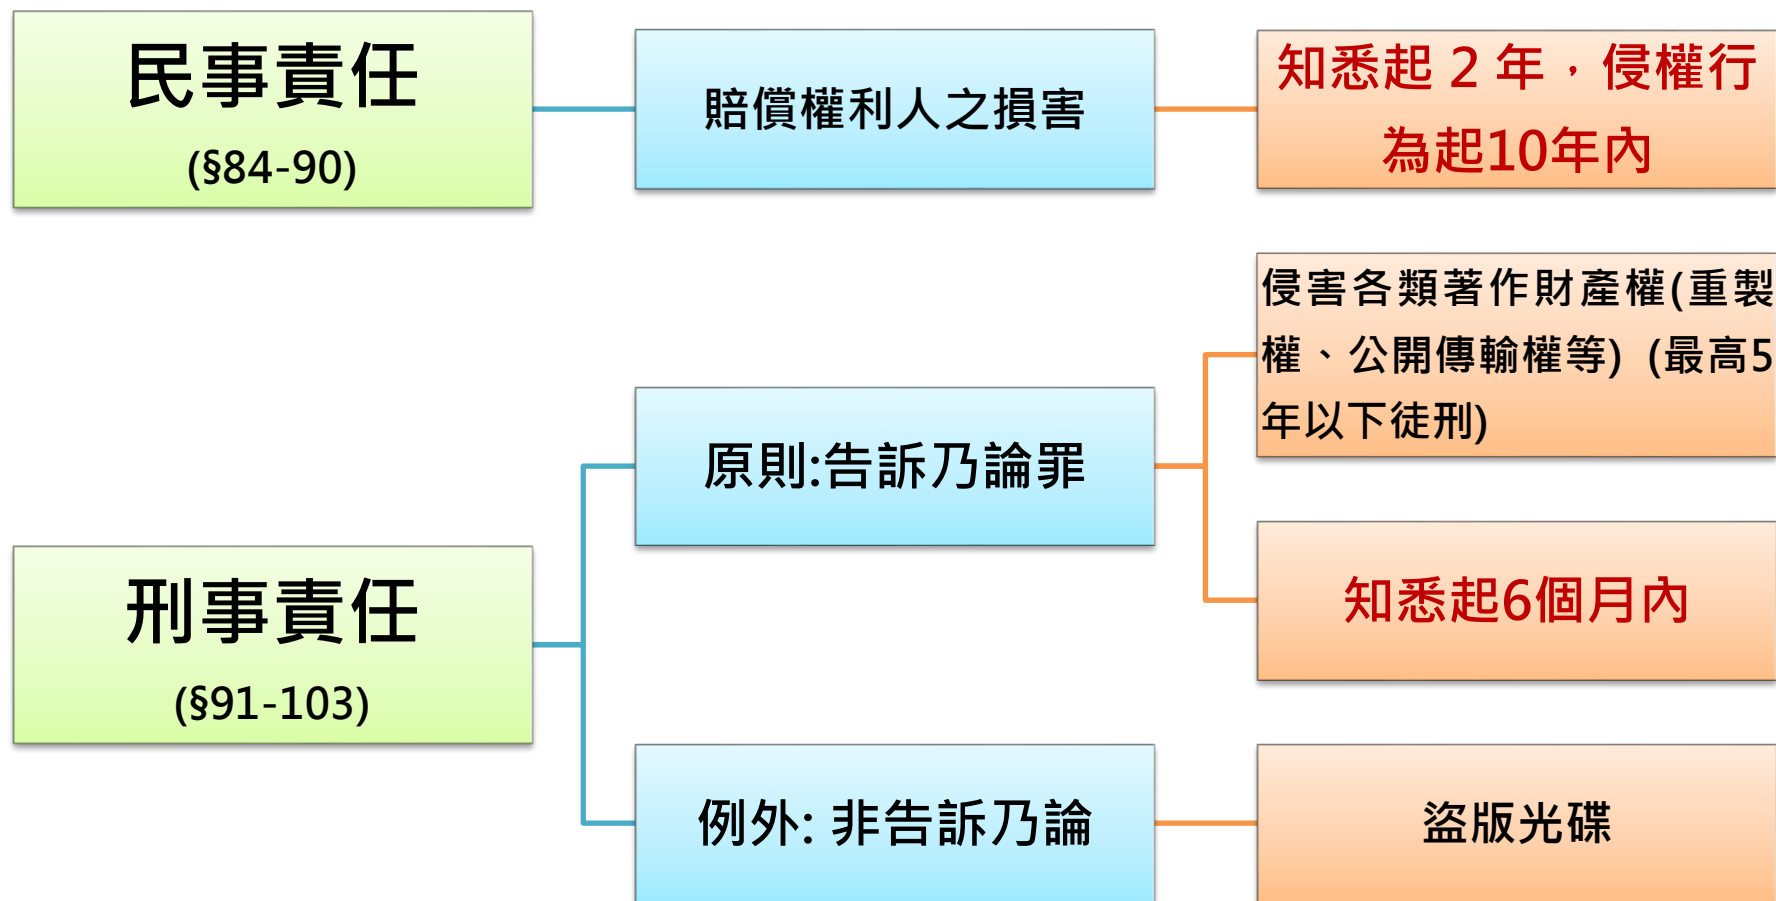 民事責任
(§84-90)
賠償權利人之損害
知悉起 2 年，侵權行
為起10年內
侵害各類著作財產權(重製
權、公開傳輸權等) (最高5
年以下徒刑)
原則:告訴乃論罪
刑事責任
(§91-103)
知悉起6個月內
例外: 非告訴乃論
盜版光碟